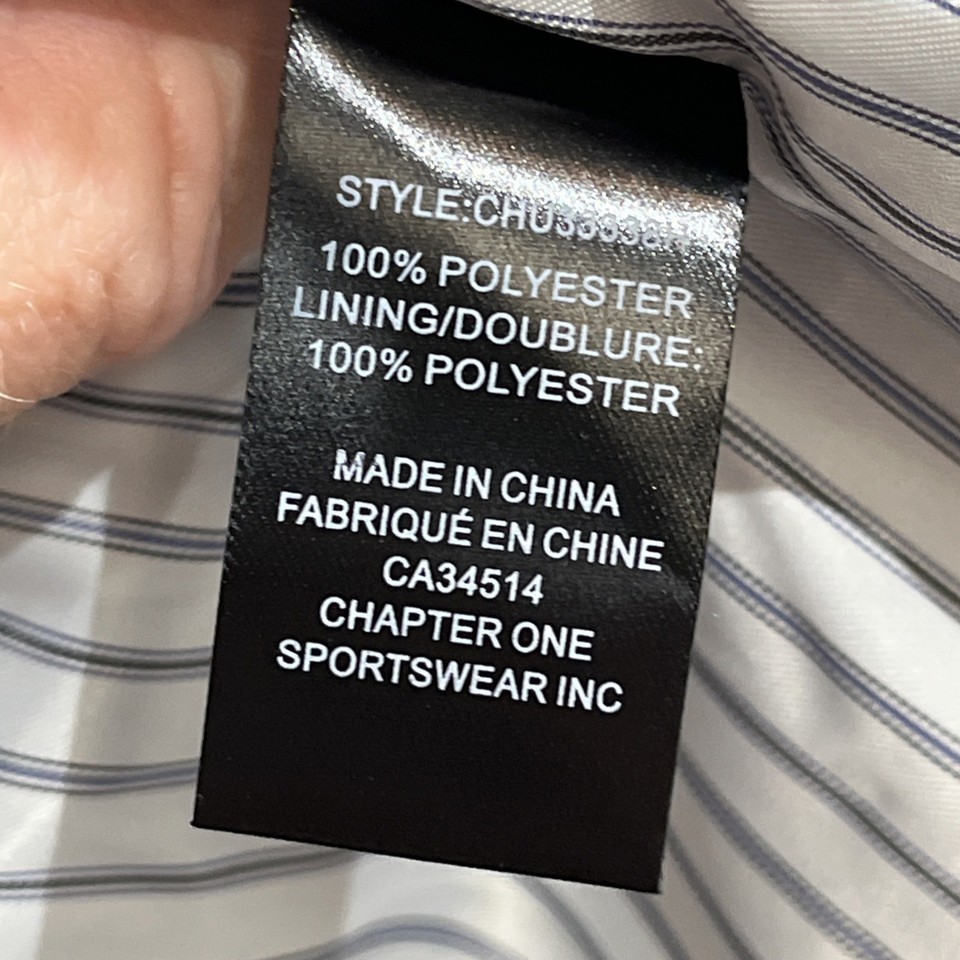 STYLE:
100% POLYESTER
LINING/DOUBLURE:
100% POLYESTER
MADE IN CHINA
FABRIQUÉ EN CHINE
CA34514
CHAPTER ONE
SPORTSWEAR INC